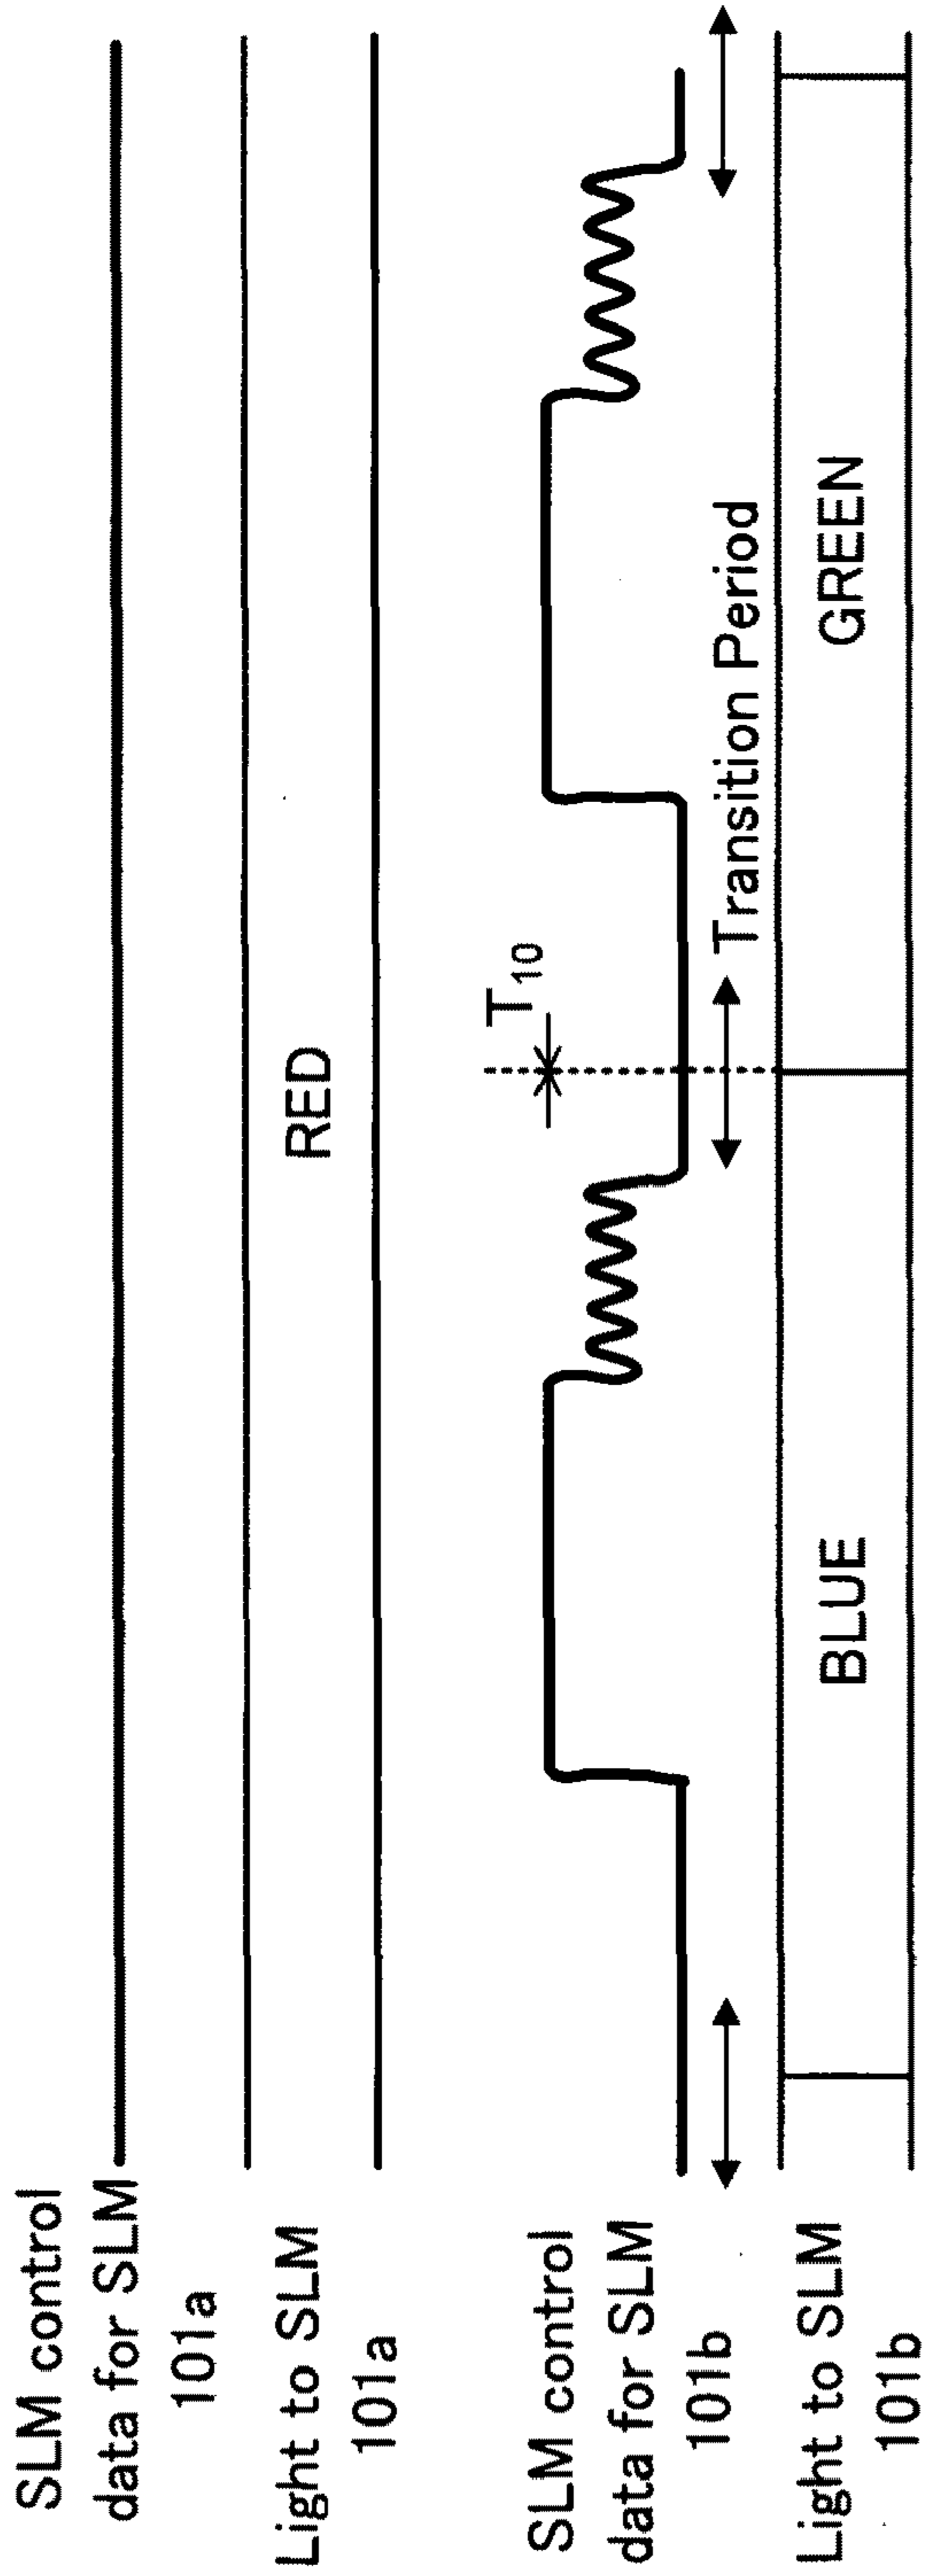 SLM control
data for SLM
101a
Light to SLM
101a
RED
SLM control
data for SLM
101b
T10
Transition Period
Light to SLM
101b
BLUE
GREEN